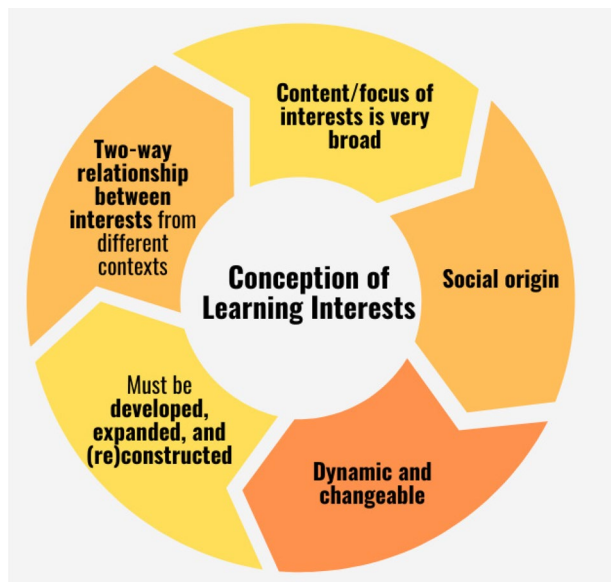 Conception of
Learning Interests
Content/focus of
interests is very
broad
Social origin
Dynamic and
changeable
Must be
developed,
expanded, and
(re)constructed
Two-way
relationship
between
interests from
different
contexts